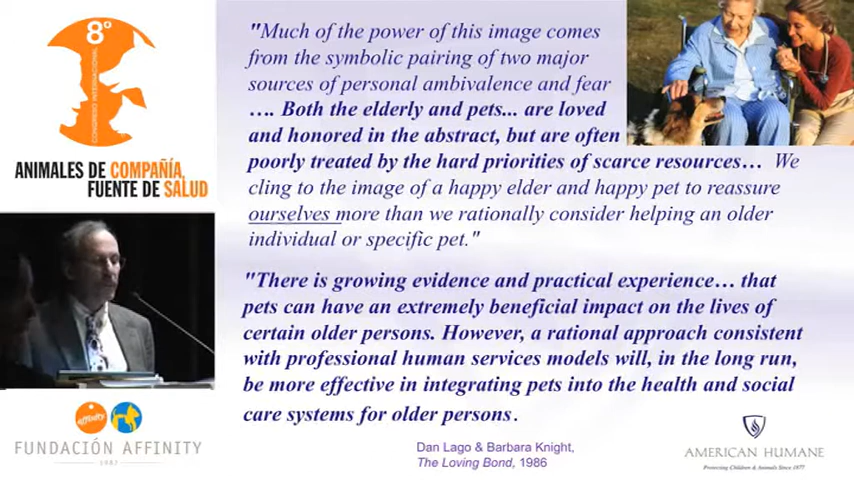 8º
CONGRESO INTERNACIONAL
ANIMALES DE COMPAÑÍA,
FUENTE DE SALUD
"Much of the power of this image comes
from the symbolic pairing of two major
sources of personal ambivalence and fear
…. Both the elderly and pets... are loved
and honored in the abstract, but are often
poorly treated by the hard priorities of scarce resources… We
cling to the image of a happy elder and happy pet to reassure
ourselves more than we rationally consider helping an older
individual or specific pet."
"There is growing evidence and practical experience… that
pets can have an extremely beneficial impact on the lives of
certain older persons. However, a rational approach consistent
with professional human services models will, in the long run,
be more effective in integrating pets into the health and social
care systems for older persons.
Dan Lago & Barbara Knight,
The Loving Bond, 1986
affinity
FUNDACIÓN AFFINITY
1987
AMERICAN HUMANE
Protecting Children & Animals Since 1877